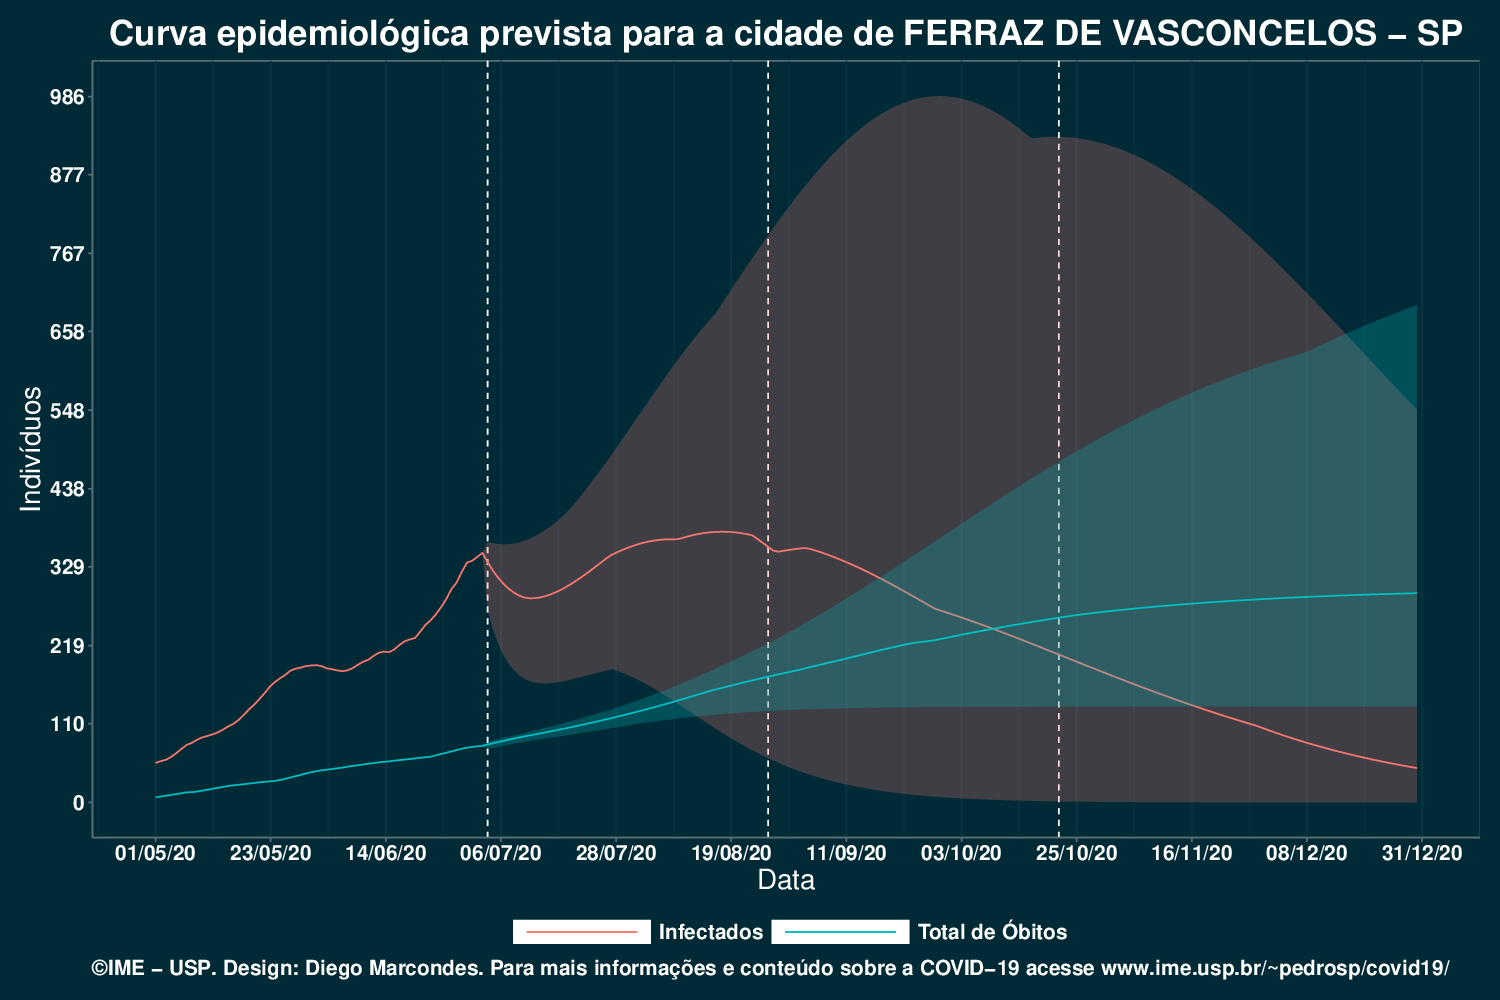 Curva epidemiológica prevista para a cidade de FERRAZ DE VASCONCELOS – SP
Indivíduos
986
877
767
658
548
438
329
219
110
0
01/05/20 23/05/20 14/06/20 06/07/20 28/07/20 19/08/20 11/09/20 03/10/20 25/10/20 16/11/20 08/12/20 31/12/20
Data
Infectados Total de Óbitos
©IME – USP. Design: Diego Marcondes. Para mais informações e conteúdo sobre a COVID–19 acesse www.ime.usp.br/~pedrosp/covid19/